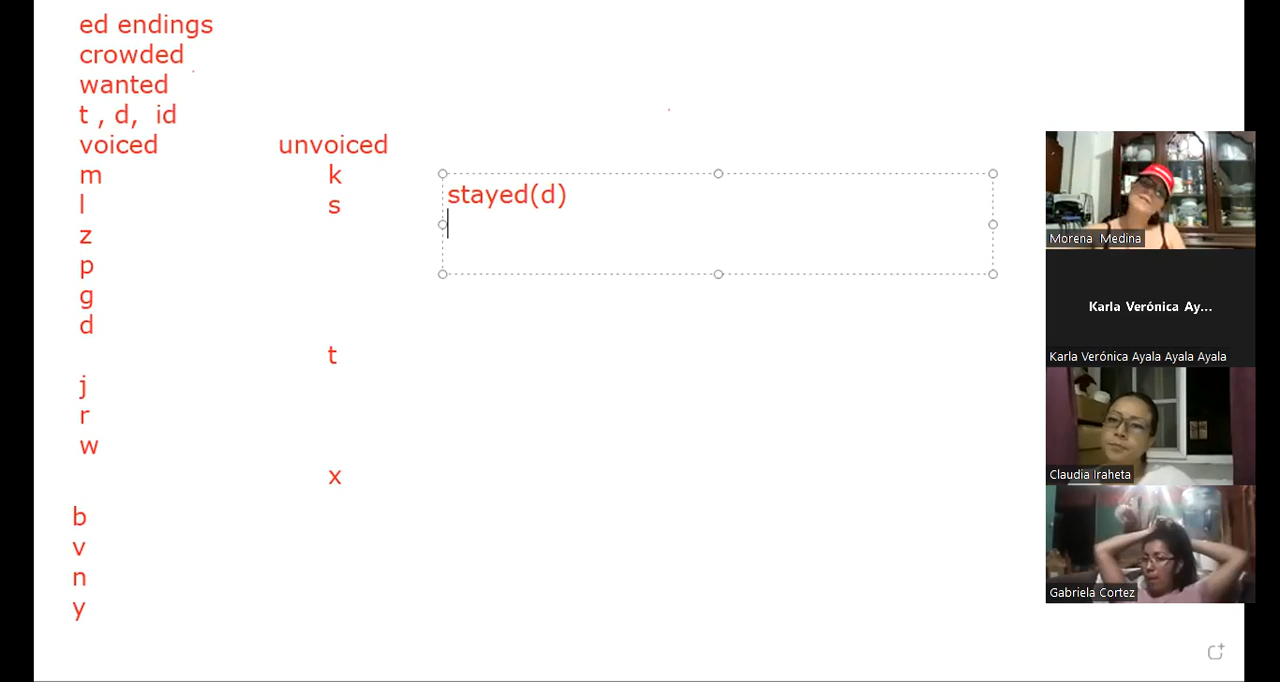 ed endings
crowded
wanted
t , d, id
voiced unvoiced
m k
l s
z
p
g
d
t
j
r
w
x
b
v
n
y
stayed(d)
Morena Medina
Karla Verónica Ay...
Karla Verónica Ayala Ayala Ayala
Claudia Iraheta
Gabriela Cortez